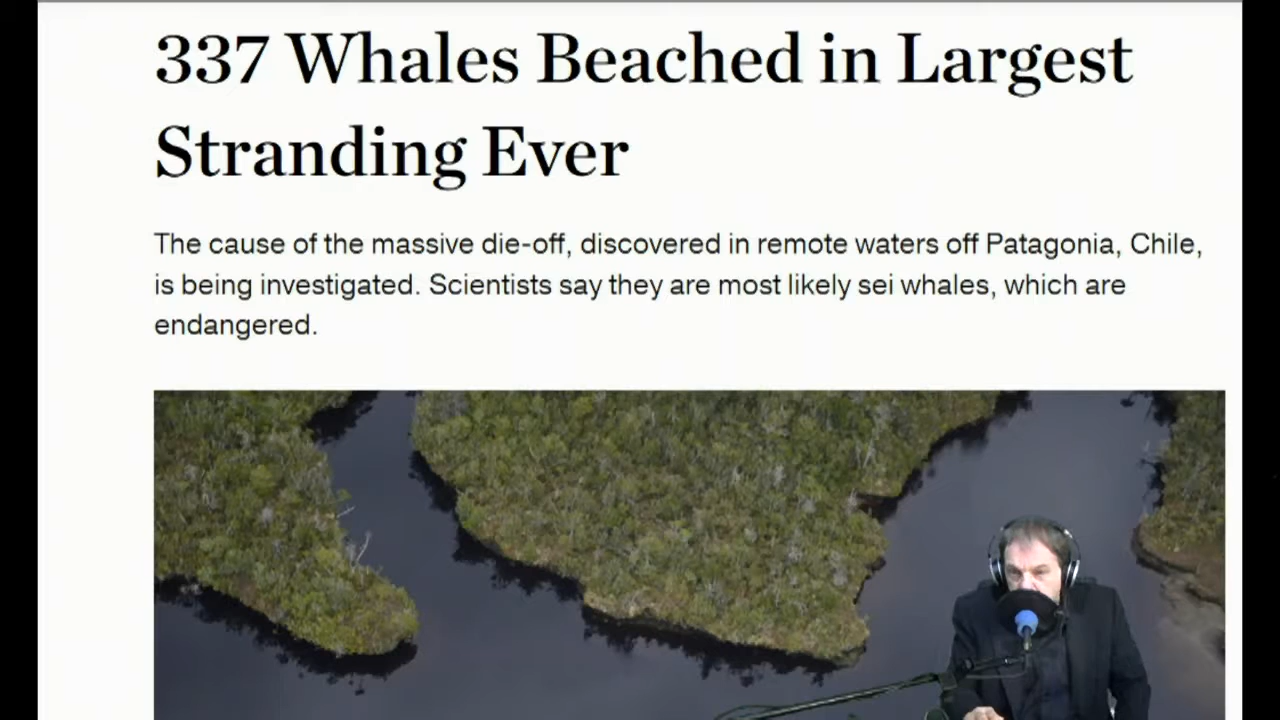 337 Whales Beached in Largest
Stranding Ever
The cause of the massive die-off, discovered in remote waters off Patagonia, Chile,
is being investigated. Scientists say they are most likely sei whales, which are
endangered.